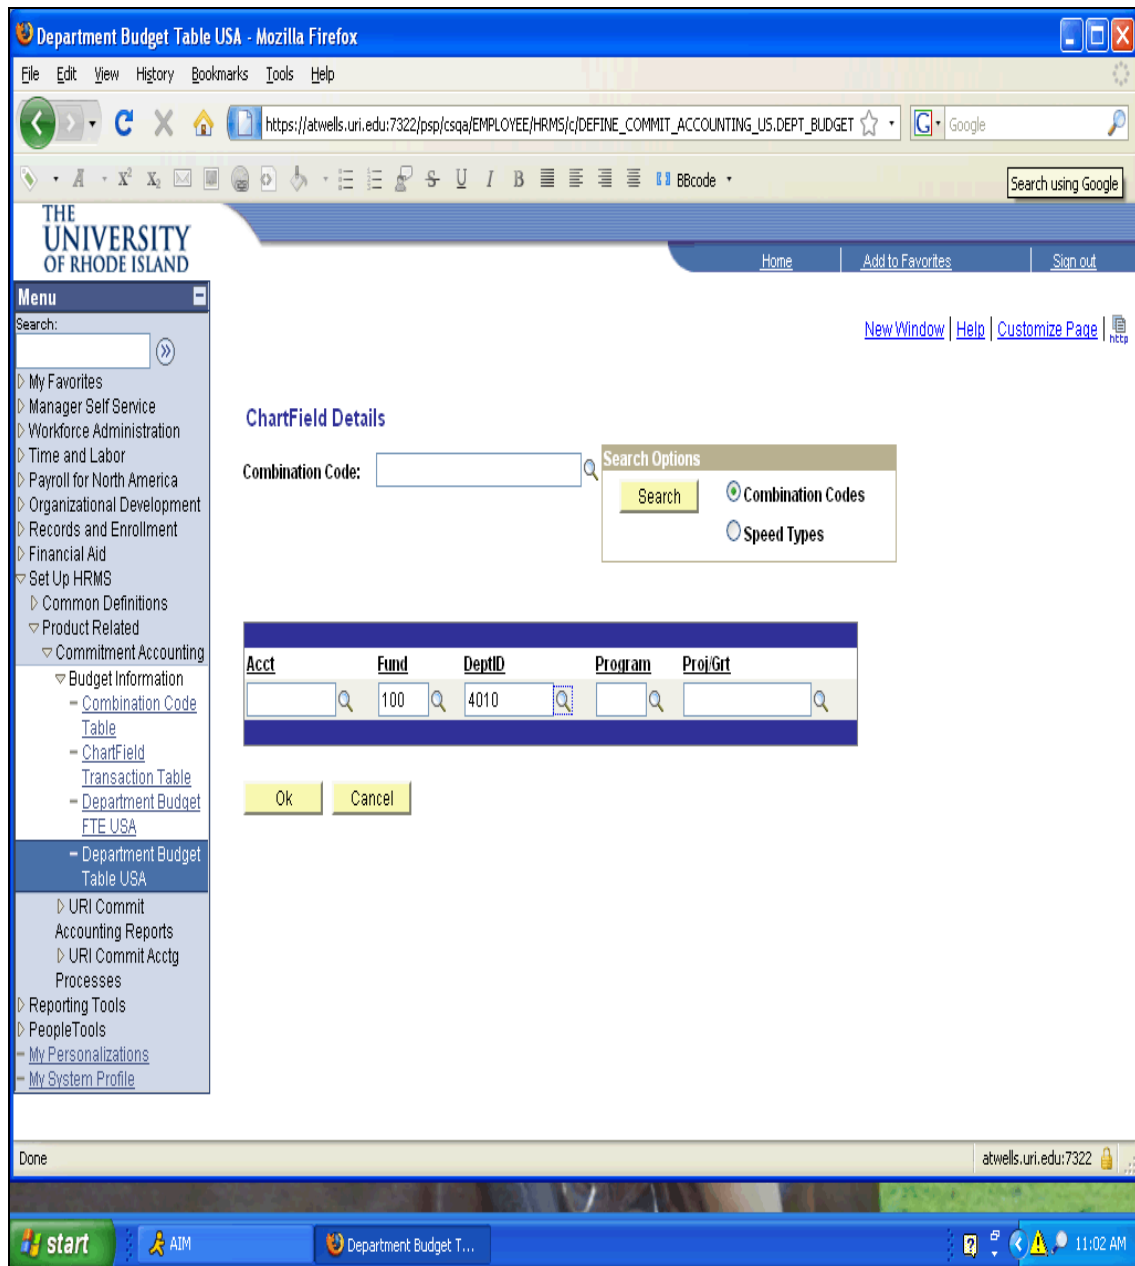 Department Budget Table USA - Mozilla Firefox
File Edit View History Bookmarks Tools Help
https://atwells.uri.edu:7322/psp/csqa/EMPLOYEE/HRMS/c/DEFINE_COMMIT_ACCOUNTING_US.DEPT_BUDGET
G Google
A X² X₂ S U I B BBcode
Search using Google
THE
UNIVERSITY
OF RHODE ISLAND
Home Add to Favorites Sign out
New Window | Help | Customize Page | http
Menu
Search:
My Favorites
Manager Self Service
Workforce Administration
Time and Labor
Payroll for North America
Organizational Development
Records and Enrollment
Financial Aid
Set Up HRMS
Common Definitions
Product Related
Commitment Accounting
Budget Information
Combination Code
Table
ChartField
Transaction Table
Department Budget
FTE USA
Department Budget
Table USA
URI Commit
Accounting Reports
URI Commit Acctg
Processes
Reporting Tools
PeopleTools
My Personalizations
My System Profile
ChartField Details
Combination Code:
Search Options
Search
Combination Codes
Speed Types
Acct Fund DeptID Program Proj/Grt
100 4010
Ok Cancel
Done
atwells.uri.edu:7322
start AIM Department Budget T... 11:02 AM